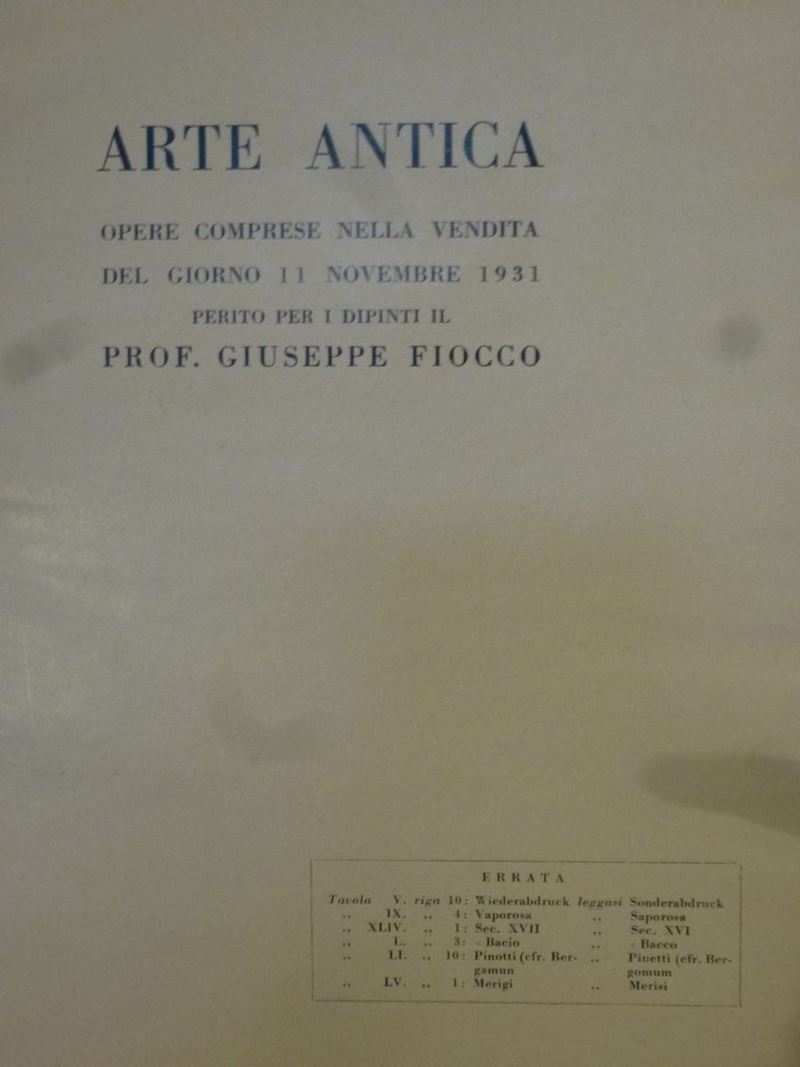 ARTE ANTICA
OPERE COMPRESE NELLA VENDITA
DEL GIORNO 11 NOVEMBRE 1931
PERITO PER I DIPINTI IL
PROF. GIUSEPPE FIOCCO
ERRATA
Tavola V. riga 10: Wiederabdruck leggasi Sonderabdruck
,, IX. ,, 4: Vaporosa ,, Saporosa
,, XLIV. ,, 1: Sec. XVII ,, Sec. XVI
,, L. ,, 3: « Bacio ,, « Bacco
,, LI. ,, 10: Pinotti (cfr. Ber- ,, Pinetti (cfr. Ber-
gamun gomum
,, LV. ,, 1: Merigi ,, Merisi